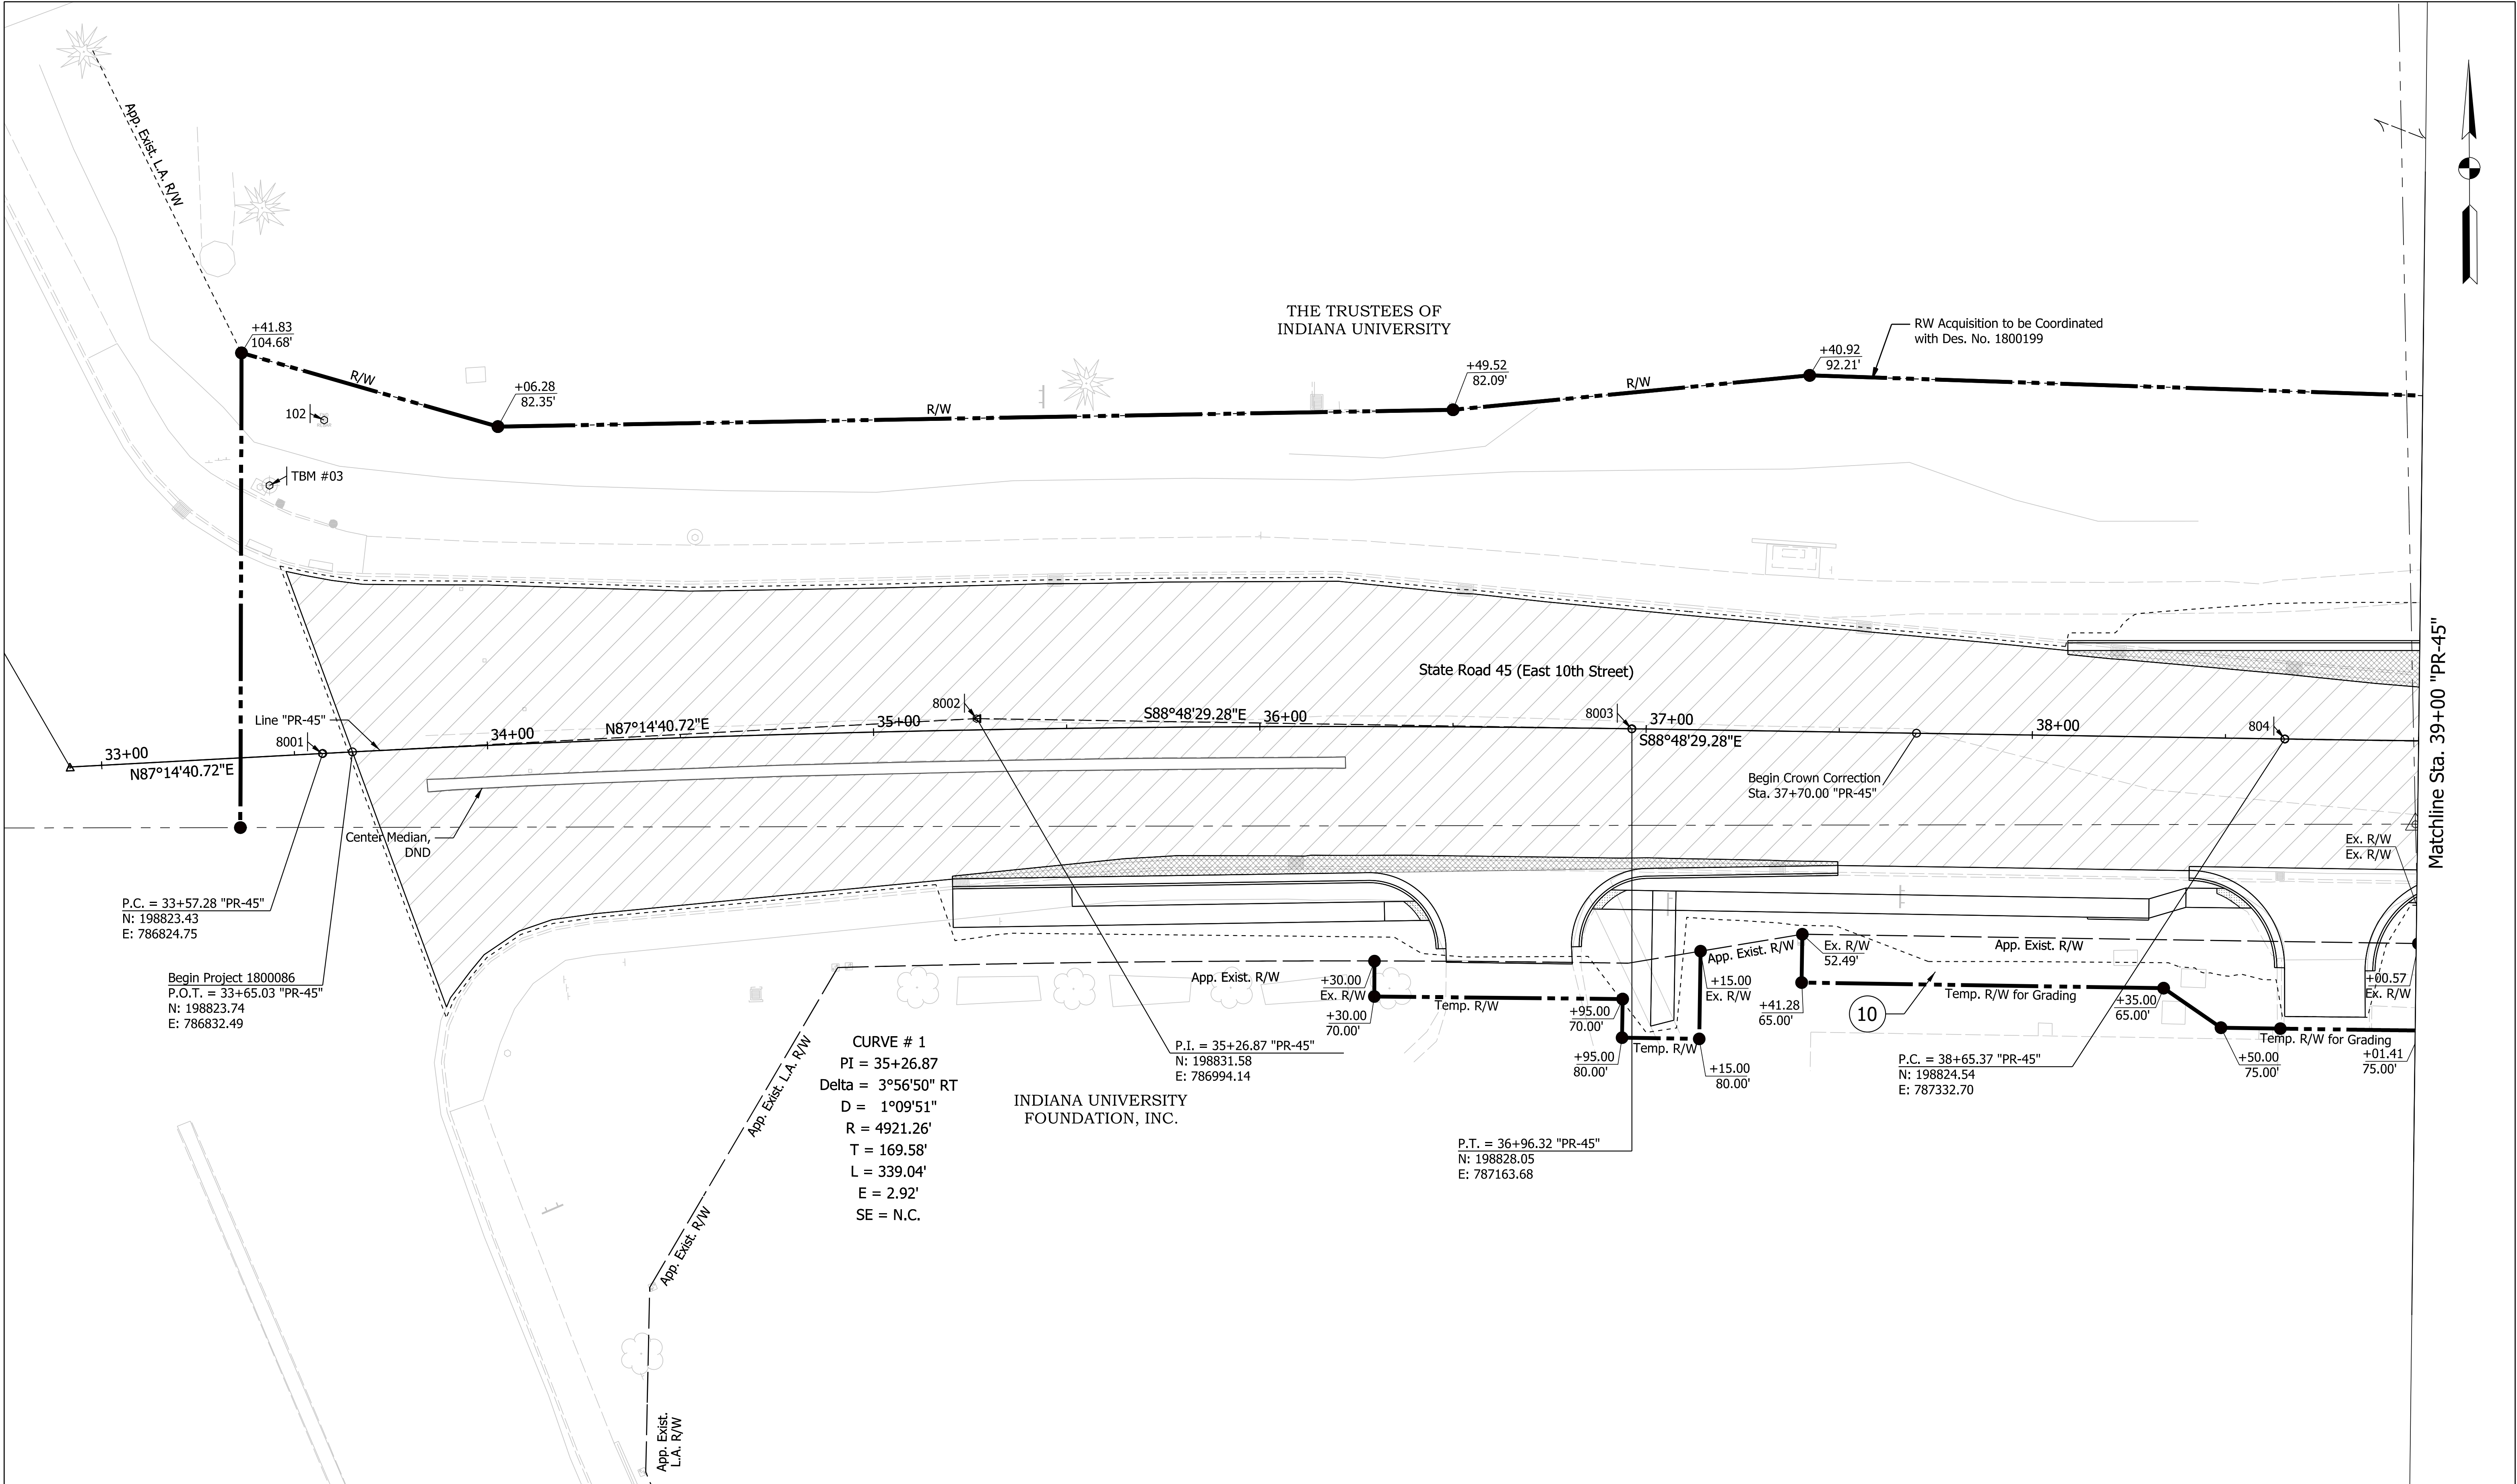 App. Exist. L.A. R/W
+41.83
104.68'
R/W
102
TBM #03
+06.28
82.35'
R/W
THE TRUSTEES OF
INDIANA UNIVERSITY
+49.52
82.09'
R/W
+40.92
92.21'
RW Acquisition to be Coordinated
with Des. No. 1800199
State Road 45 (East 10th Street)
Line "PR-45"
33+00
N87°14'40.72"E
8001
34+00
N87°14'40.72"E
35+00
8002
S88°48'29.28"E
36+00
8003
37+00
S88°48'29.28"E
38+00
804
Begin Crown Correction
Sta. 37+70.00 "PR-45"
Matchline Sta. 39+00 "PR-45"
Center Median,
DND
P.C. = 33+57.28 "PR-45"
N: 198823.43
E: 786824.75
Begin Project 1800086
P.O.T. = 33+65.03 "PR-45"
N: 198823.74
E: 786832.49
Ex. R/W
Ex. R/W
App. Exist. R/W
+30.00
Ex. R/W
+30.00
70.00'
Temp. R/W
+95.00
70.00'
+95.00
80.00'
Temp. R/W
App. Exist. R/W
+15.00
Ex. R/W
+15.00
80.00'
Ex. R/W
52.49'
+41.28
65.00'
App. Exist. R/W
10
Temp. R/W for Grading
+35.00
65.00'
+00.57
Ex. R/W
Temp. R/W for Grading
+50.00
75.00'
+01.41
75.00'
P.C. = 38+65.37 "PR-45"
N: 198824.54
E: 787332.70
P.I. = 35+26.87 "PR-45"
N: 198831.58
E: 786994.14
P.T. = 36+96.32 "PR-45"
N: 198828.05
E: 787163.68
INDIANA UNIVERSITY
FOUNDATION, INC.
CURVE # 1
PI = 35+26.87
Delta = 3°56'50" RT
D = 1°09'51"
R = 4921.26'
T = 169.58'
L = 339.04'
E = 2.92'
SE = N.C.
App. Exist. L.A. R/W
App. Exist. R/W
App. Exist.
L.A. R/W